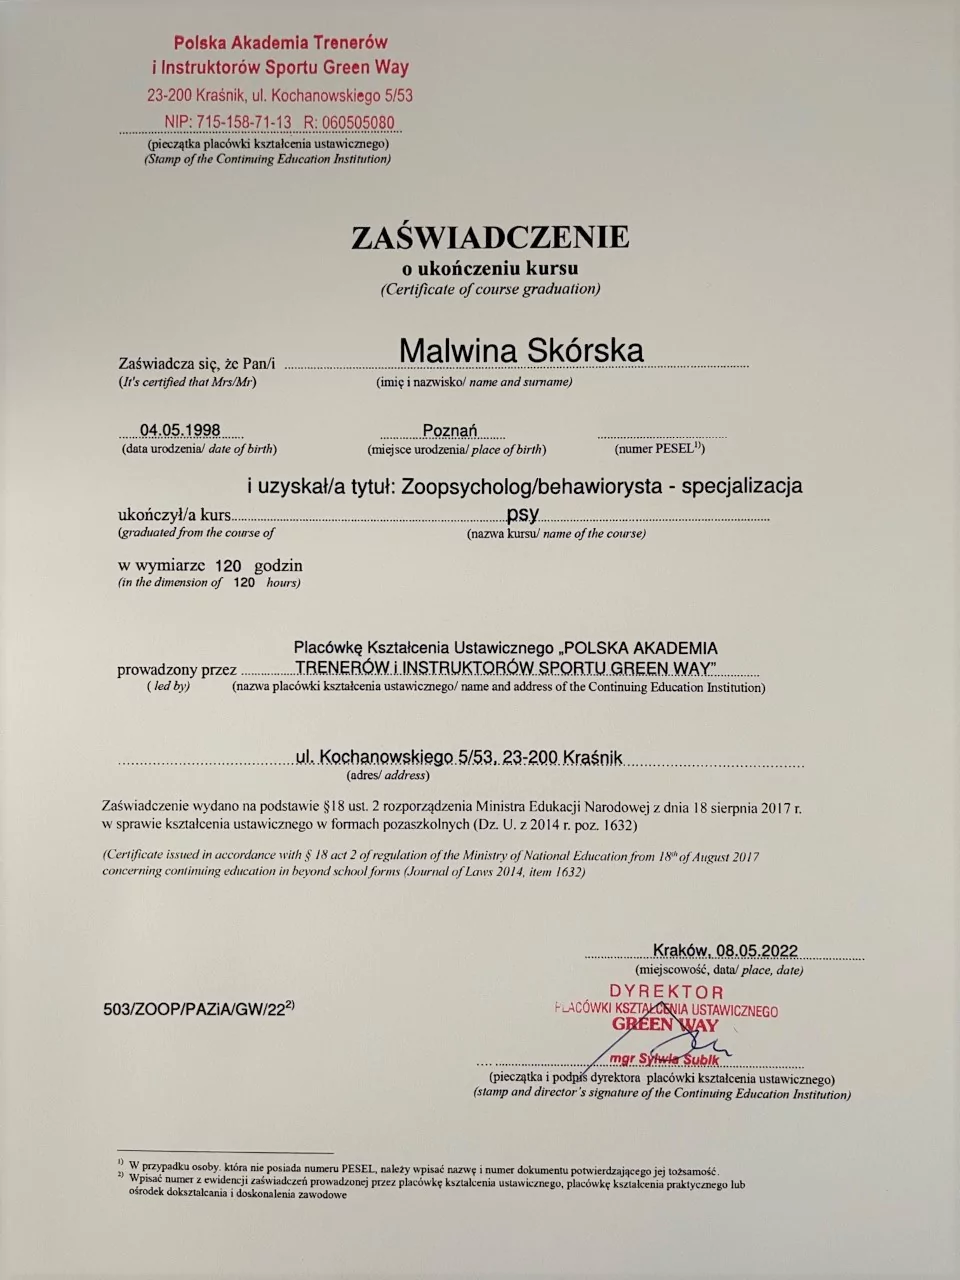 Polska Akademia Trenerów
i Instruktorów Sportu Green Way
23-200 Kraśnik, ul. Kochanowskiego 5/53
NIP: 715-158-71-13 R: 060505080
(pieczątka placówki kształcenia ustawicznego)
(Stamp of the Continuing Education Institution)
ZAŚWIADCZENIE
o ukończeniu kursu
(Certificate of course graduation)
Zaświadcza się, że Pan/i Malwina Skórska
(It's certified that Mrs/Mr) (imię i nazwisko/ name and surname)
04.05.1998 Poznań
(data urodzenia/ date of birth) (miejsce urodzenia/ place of birth) (numer PESEL¹⁾)
i uzyskał/a tytuł: Zoopsycholog/behawiorysta - specjalizacja
ukończył/a kurs psy
(graduated from the course of (nazwa kursu/ name of the course)
w wymiarze 120 godzin
(in the dimension of 120 hours)
Placówkę Kształcenia Ustawicznego „POLSKA AKADEMIA
prowadzony przez TRENERÓW i INSTRUKTORÓW SPORTU GREEN WAY”
( led by) (nazwa placówki kształcenia ustawicznego/ name and address of the Continuing Education Institution)
ul. Kochanowskiego 5/53, 23-200 Kraśnik
(adres/ address)
Zaświadczenie wydano na podstawie §18 ust. 2 rozporządzenia Ministra Edukacji Narodowej z dnia 18 sierpnia 2017 r.
w sprawie kształcenia ustawicznego w formach pozaszkolnych (Dz. U. z 2014 r. poz. 1632)
(Certificate issued in accordance with § 18 act 2 of regulation of the Ministry of National Education from 18th of August 2017
concerning continuing education in beyond school forms (Journal of Laws 2014, item 1632)
Kraków, 08.05.2022
(miejscowość, data/ place, date)
503/ZOOP/PAZiA/GW/22²⁾
DYREKTOR
PLACÓWKI KSZTAŁCENIA USTAWICZNEGO
GREEN WAY
mgr Sylwia Subik
(pieczątka i podpis dyrektora placówki kształcenia ustawicznego)
(stamp and director's signature of the Continuing Education Institution)
¹⁾ W przypadku osoby. która nie posiada numeru PESEL, należy wpisać nazwę i numer dokumentu potwierdzającego jej tożsamość.
²⁾ Wpisać numer z ewidencji zaświadczeń prowadzonej przez placówkę kształcenia ustawicznego, placówkę kształcenia praktycznego lub
ośrodek dokształcania i doskonalenia zawodowe